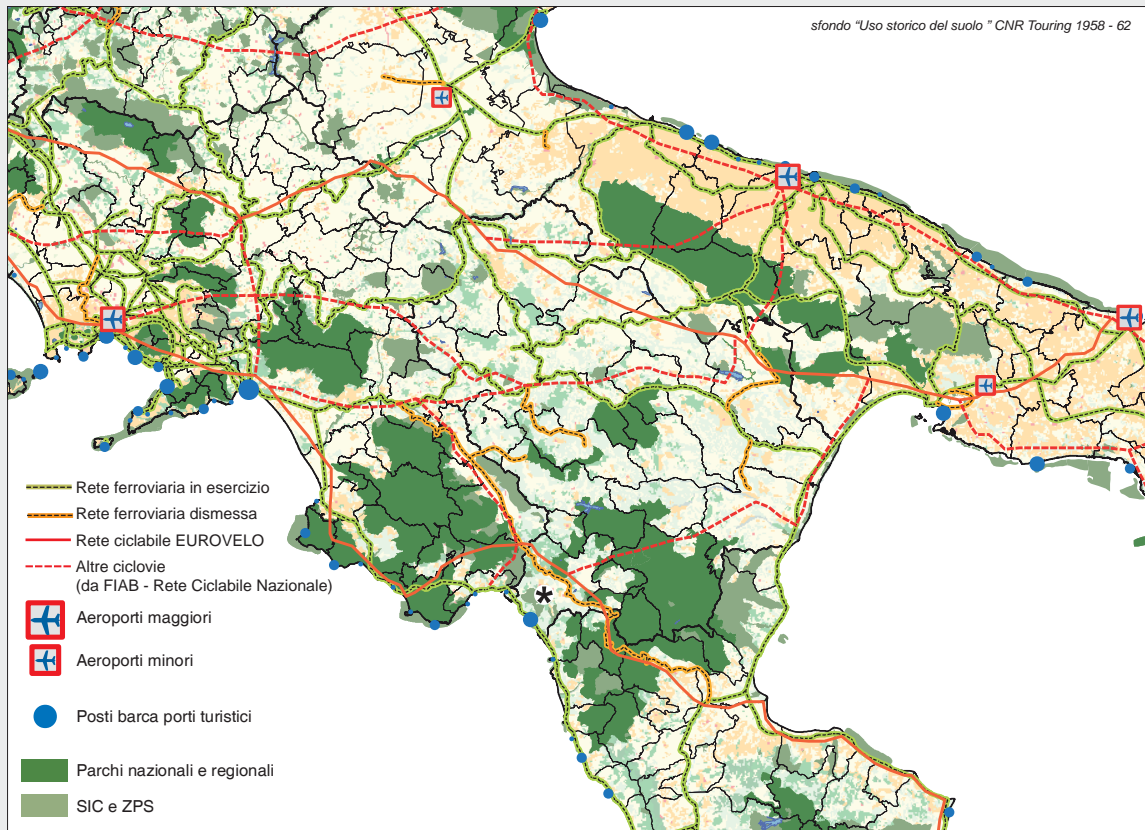 sfondo “Uso storico del suolo ” CNR Touring 1958 - 62
Rete ferroviaria in esercizio
Rete ferroviaria dismessa
Rete ciclabile EUROVELO
Altre ciclovie
(da FIAB - Rete Ciclabile Nazionale)
*
Aeroporti maggiori
Aeroporti minori
Posti barca porti turistici
Parchi nazionali e regionali
SIC e ZPS